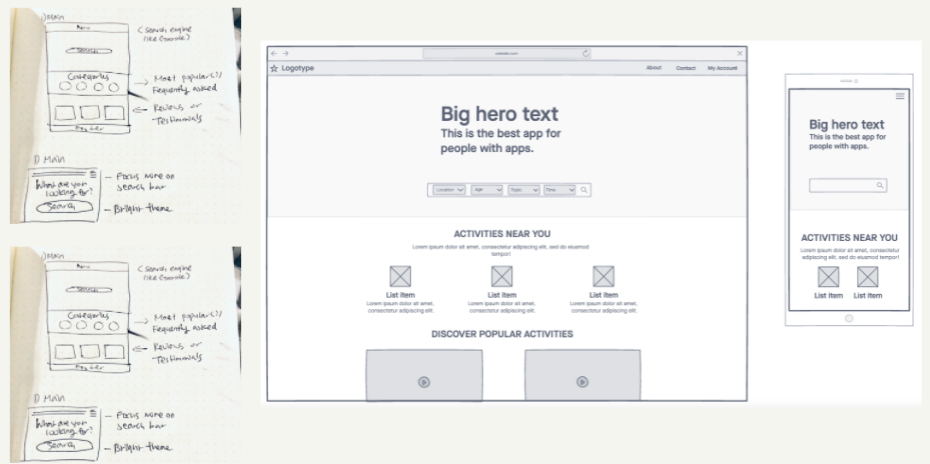 D Main
Hero
(Search engine
like Google)
Search
Categories
Most popular //
Frequently asked
Reviews or
Testimonials
Footer
D Main
What are you
looking for?
Search
– Focus more on
search bar
– Bright theme
D Main
Hero
(Search engine
like Google)
Search
Categories
Most popular //
Frequently asked
Reviews or
Testimonials
Footer
D Main
What are you
looking for?
Search
– Focus more on
search bar
– Bright theme
website.com
Logotype
About Contact My Account
Big hero text
This is the best app for
people with apps.
Location Age Topic Time
ACTIVITIES NEAR YOU
Lorem ipsum dolor sit amet, consectetur adipiscing elit, sed do eiusmod
tempor!
List item List item List item
Lorem ipsum dolor sit amet, Lorem ipsum dolor sit amet, Lorem ipsum dolor sit amet,
consectetur adipiscing elit. consectetur adipiscing elit. consectetur adipiscing elit.
DISCOVER POPULAR ACTIVITIES
Big hero text
This is the best app for
people with apps.
ACTIVITIES NEAR YOU
Lorem ipsum dolor sit amet, consectetur
adipiscing elit, sed do eiusmod tempor!
List item List item